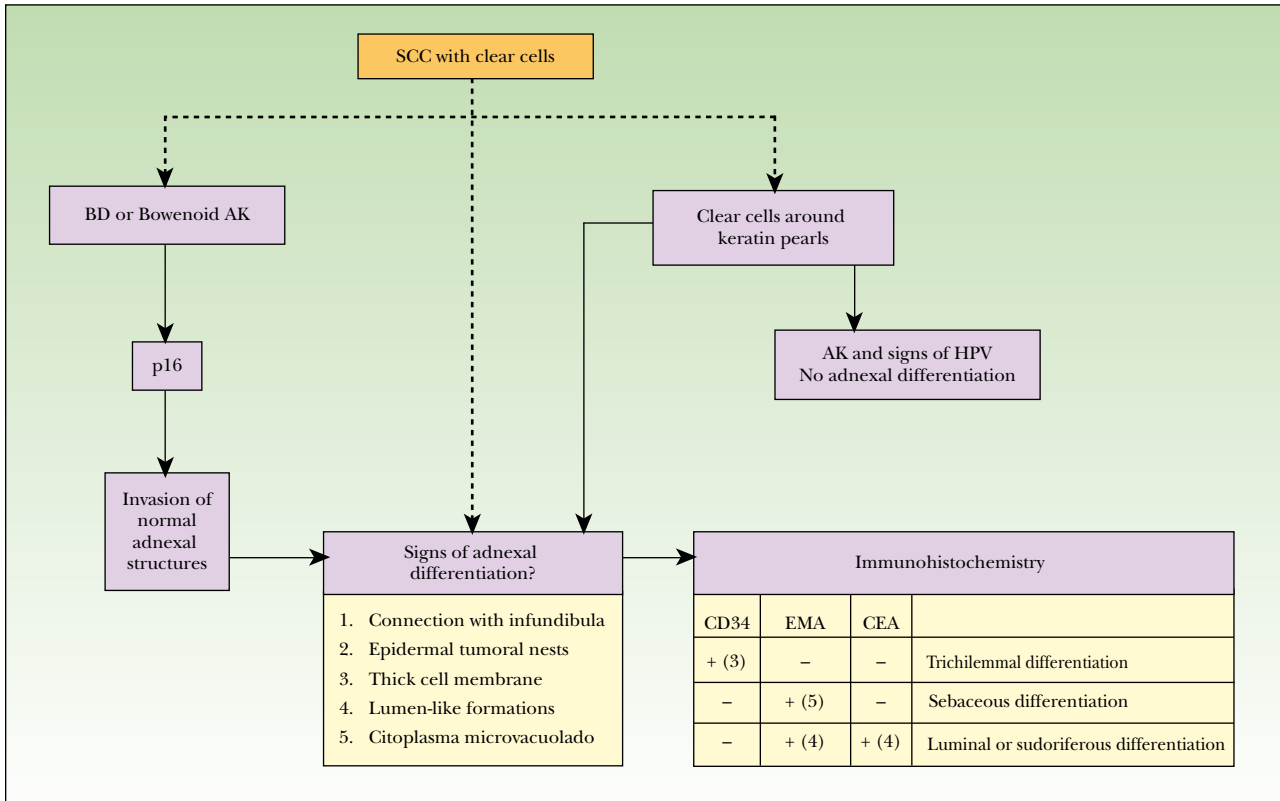 SCC with clear cells
BD or Bowenoid AK
Clear cells around
keratin pearls
p16
AK and signs of HPV
No adnexal differentiation
Invasion of
normal
adnexal
structures
Signs of adnexal
differentiation?
1. Connection with infundibula
2. Epidermal tumoral nests
3. Thick cell membrane
4. Lumen-like formations
5. Citoplasma microvacuolado
Immunohistochemistry
CD34 EMA CEA
+ (3) – – Trichilemmal differentiation
– + (5) – Sebaceous differentiation
– + (4) + (4) Luminal or sudoriferous differentiation